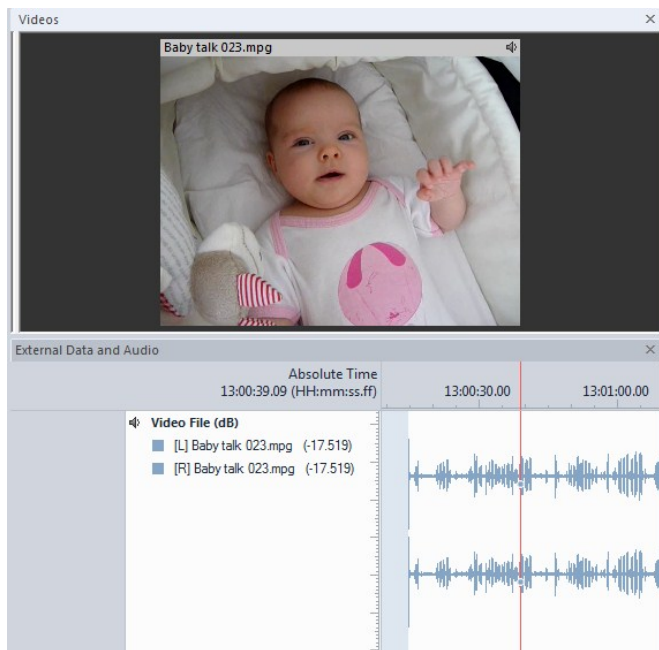 Videos
Baby talk 023.mpg
External Data and Audio
Absolute Time
13:00:39.09 (HH:mm:ss.ff)
13:00:30.00
13:01:00.00
Video File (dB)
[L] Baby talk 023.mpg (-17.519)
[R] Baby talk 023.mpg (-17.519)